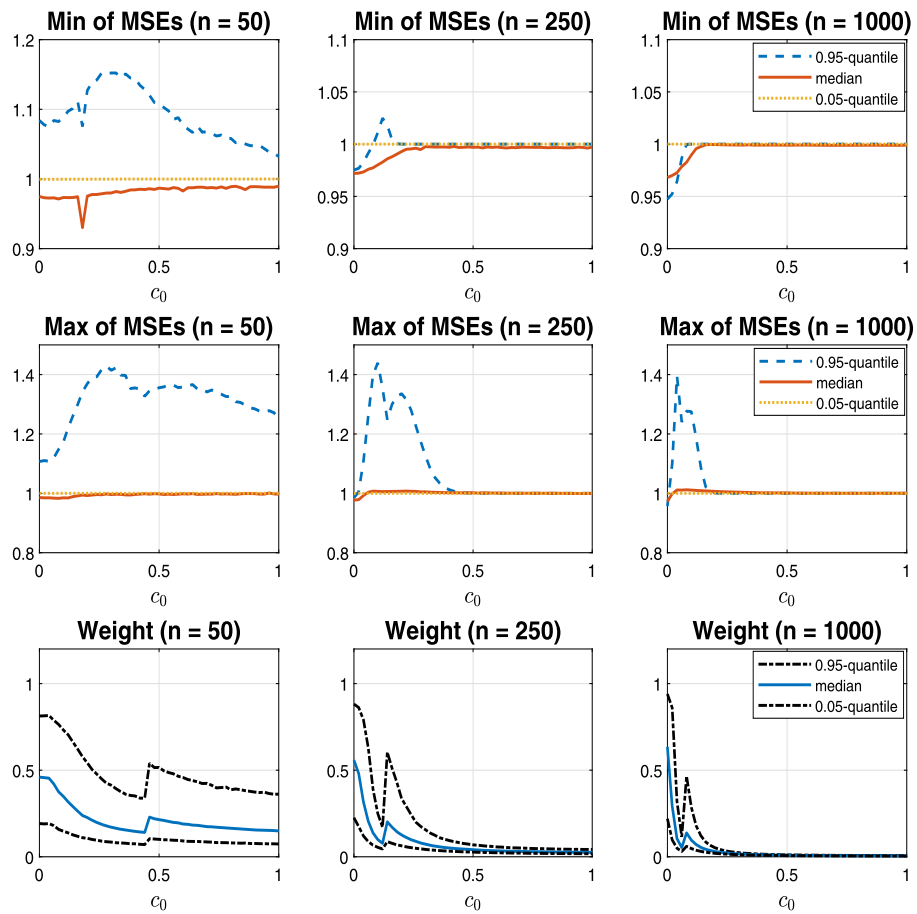 Min of MSEs (n = 50)
1.2
1.1
1
0.9
0
0.5
1
c0
Min of MSEs (n = 250)
1.1
1.05
1
0.95
0.9
0
0.5
1
c0
Min of MSEs (n = 1000)
1.1
1.05
1
0.95
0.9
0
0.5
1
c0
0.95-quantile
median
0.05-quantile
Max of MSEs (n = 50)
1.4
1.2
1
0.8
0
0.5
1
c0
Max of MSEs (n = 250)
1.4
1.2
1
0.8
0
0.5
1
c0
Max of MSEs (n = 1000)
1.4
1.2
1
0.8
0
0.5
1
c0
0.95-quantile
median
0.05-quantile
Weight (n = 50)
1
0.5
0
0
0.5
1
c0
Weight (n = 250)
1
0.5
0
0
0.5
1
c0
Weight (n = 1000)
1
0.5
0
0
0.5
1
c0
0.95-quantile
median
0.05-quantile